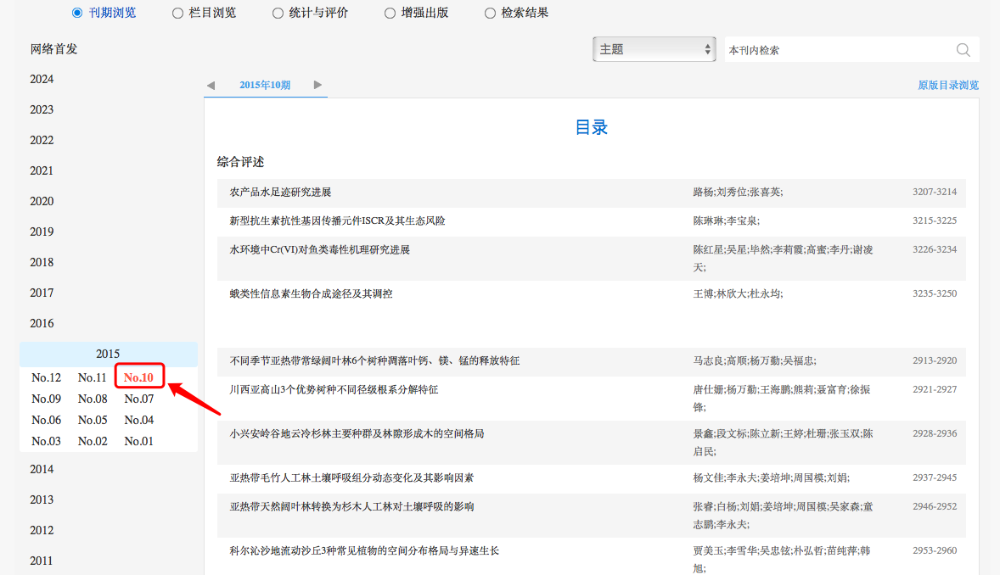 刊期浏览 栏目浏览 统计与评价 增强出版 检索结果
网络首发
主题 本刊内检索
2024
2015年10期 原版目录浏览
2023
目录
2022
综合评述
2021
农产品水足迹研究进展 路杨;刘秀位;张喜英; 3207-3214
2020
新型抗生素抗性基因传播元件ISCR及其生态风险 陈琳琳;李宝泉; 3215-3225
2019
水环境中Cr(VI)对鱼类毒性机理研究进展 陈红星;吴星;毕然;李莉霞;高蜜;李丹;谢凌 3226-3234
天;
2018
2017
蛾类性信息素生物合成途径及其调控 王博;林欣大;杜永均; 3235-3250
2016
2015
不同季节亚热带常绿阔叶林6个树种凋落叶钙、镁、锰的释放特征 马志良;高顺;杨万勤;吴福忠; 2913-2920
No.12 No.11 No.10
川西亚高山3个优势树种不同径级根系分解特征 唐仕姗;杨万勤;王海鹏;熊莉;聂富育;徐振 2921-2927
锋;
No.09 No.08 No.07
No.06 No.05 No.04
小兴安岭谷地云冷杉林主要种群及林隙形成木的空间格局 景鑫;段文标;陈立新;王婷;杜珊;张玉双;陈 2928-2936
启民;
No.03 No.02 No.01
2014
亚热带毛竹人工林土壤呼吸组分动态变化及其影响因素 杨文佳;李永夫;姜培坤;周国模;刘娟; 2937-2945
2013
亚热带天然阔叶林转换为杉木人工林对土壤呼吸的影响 张睿;白杨;刘娟;姜培坤;周国模;吴家森;童 2946-2952
志鹏;李永夫;
2012
科尔沁沙地流动沙丘3种常见植物的空间分布格局与异速生长 贾美玉;李雪华;吴忠铉;朴弘哲;苗纯萍;韩 2953-2960
旭;
2011